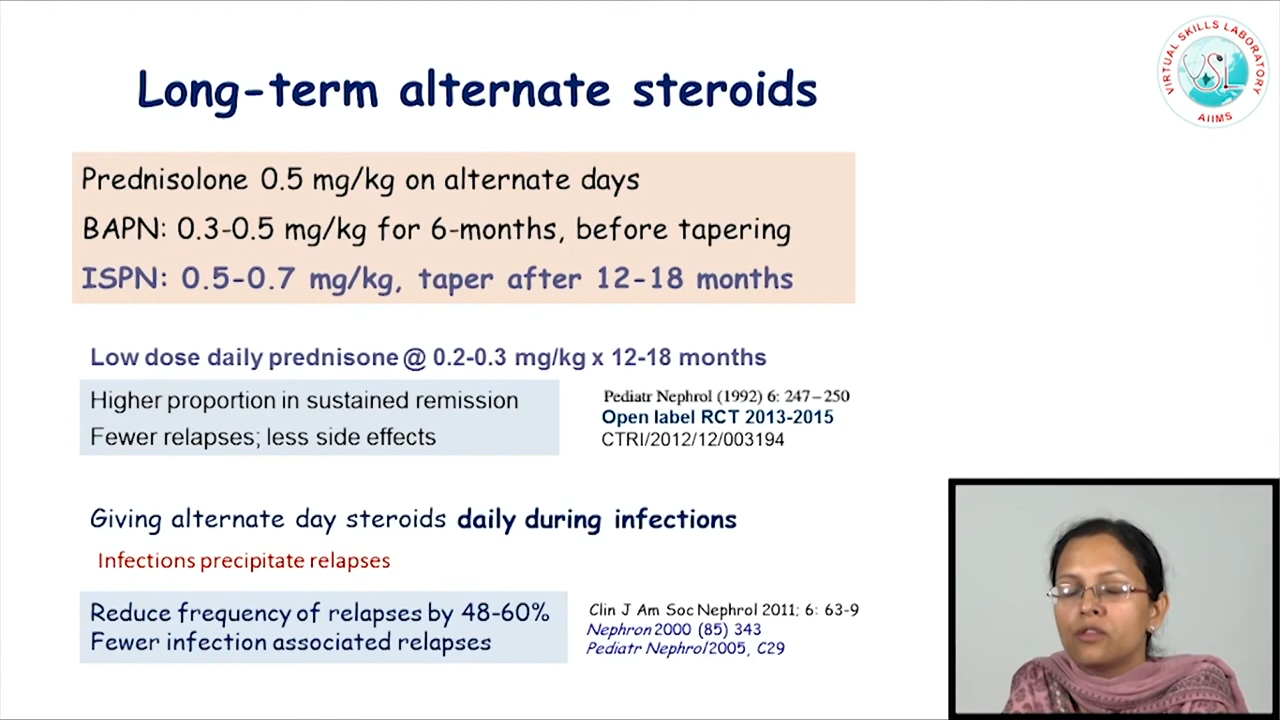 Long-term alternate steroids
VIRTUAL SKILLS LABORATORY
VSL
AIIMS
Prednisolone 0.5 mg/kg on alternate days
BAPN: 0.3-0.5 mg/kg for 6-months, before tapering
ISPN: 0.5-0.7 mg/kg, taper after 12-18 months
Low dose daily prednisone @ 0.2-0.3 mg/kg x 12-18 months
Higher proportion in sustained remission
Fewer relapses; less side effects
Pediatr Nephrol (1992) 6: 247–250
Open label RCT 2013-2015
CTRI/2012/12/003194
Giving alternate day steroids daily during infections
Infections precipitate relapses
Reduce frequency of relapses by 48-60%
Fewer infection associated relapses
Clin J Am Soc Nephrol 2011; 6: 63-9
Nephron 2000 (85) 343
Pediatr Nephrol 2005, C29